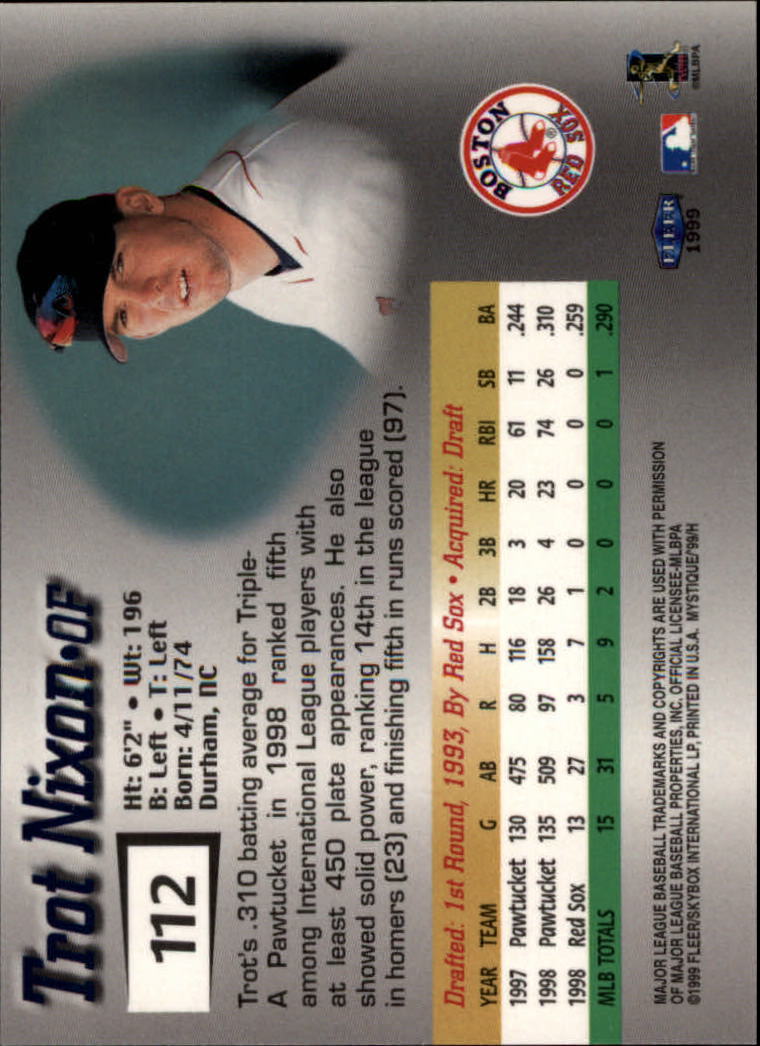 Trot Nixon•OF
112
Ht: 6'2" • Wt: 196
B: Left • T: Left
Born: 4/11/74
Durham, NC
Trot's .310 batting average for Triple-
A Pawtucket in 1998 ranked fifth
among International League players with
at least 450 plate appearances. He also
showed solid power, ranking 14th in the league
in homers (23) and finishing fifth in runs scored (97).
Drafted: 1st Round, 1993, By Red Sox • Acquired: Draft
YEAR TEAM G AB R H 2B 3B HR RBI SB BA
1997 Pawtucket 130 475 80 116 18 3 20 61 11 .244
1998 Pawtucket 135 509 97 158 26 4 23 74 26 .310
1998 Red Sox 13 27 3 7 1 0 0 0 0 .259
MLB TOTALS 15 31 5 9 2 0 0 0 1 .290
BOSTON
RED SOX
®
MAJOR LEAGUE BASEBALL TRADEMARKS AND COPYRIGHTS ARE USED WITH PERMISSION
OF MAJOR LEAGUE BASEBALL PROPERTIES, INC. OFFICIAL LICENSEE-MLBPA
©1999 FLEER/SKYBOX INTERNATIONAL LP, PRINTED IN U.S.A. MYSTIQUE/'99/H
FLEER
1999
©MLBPA